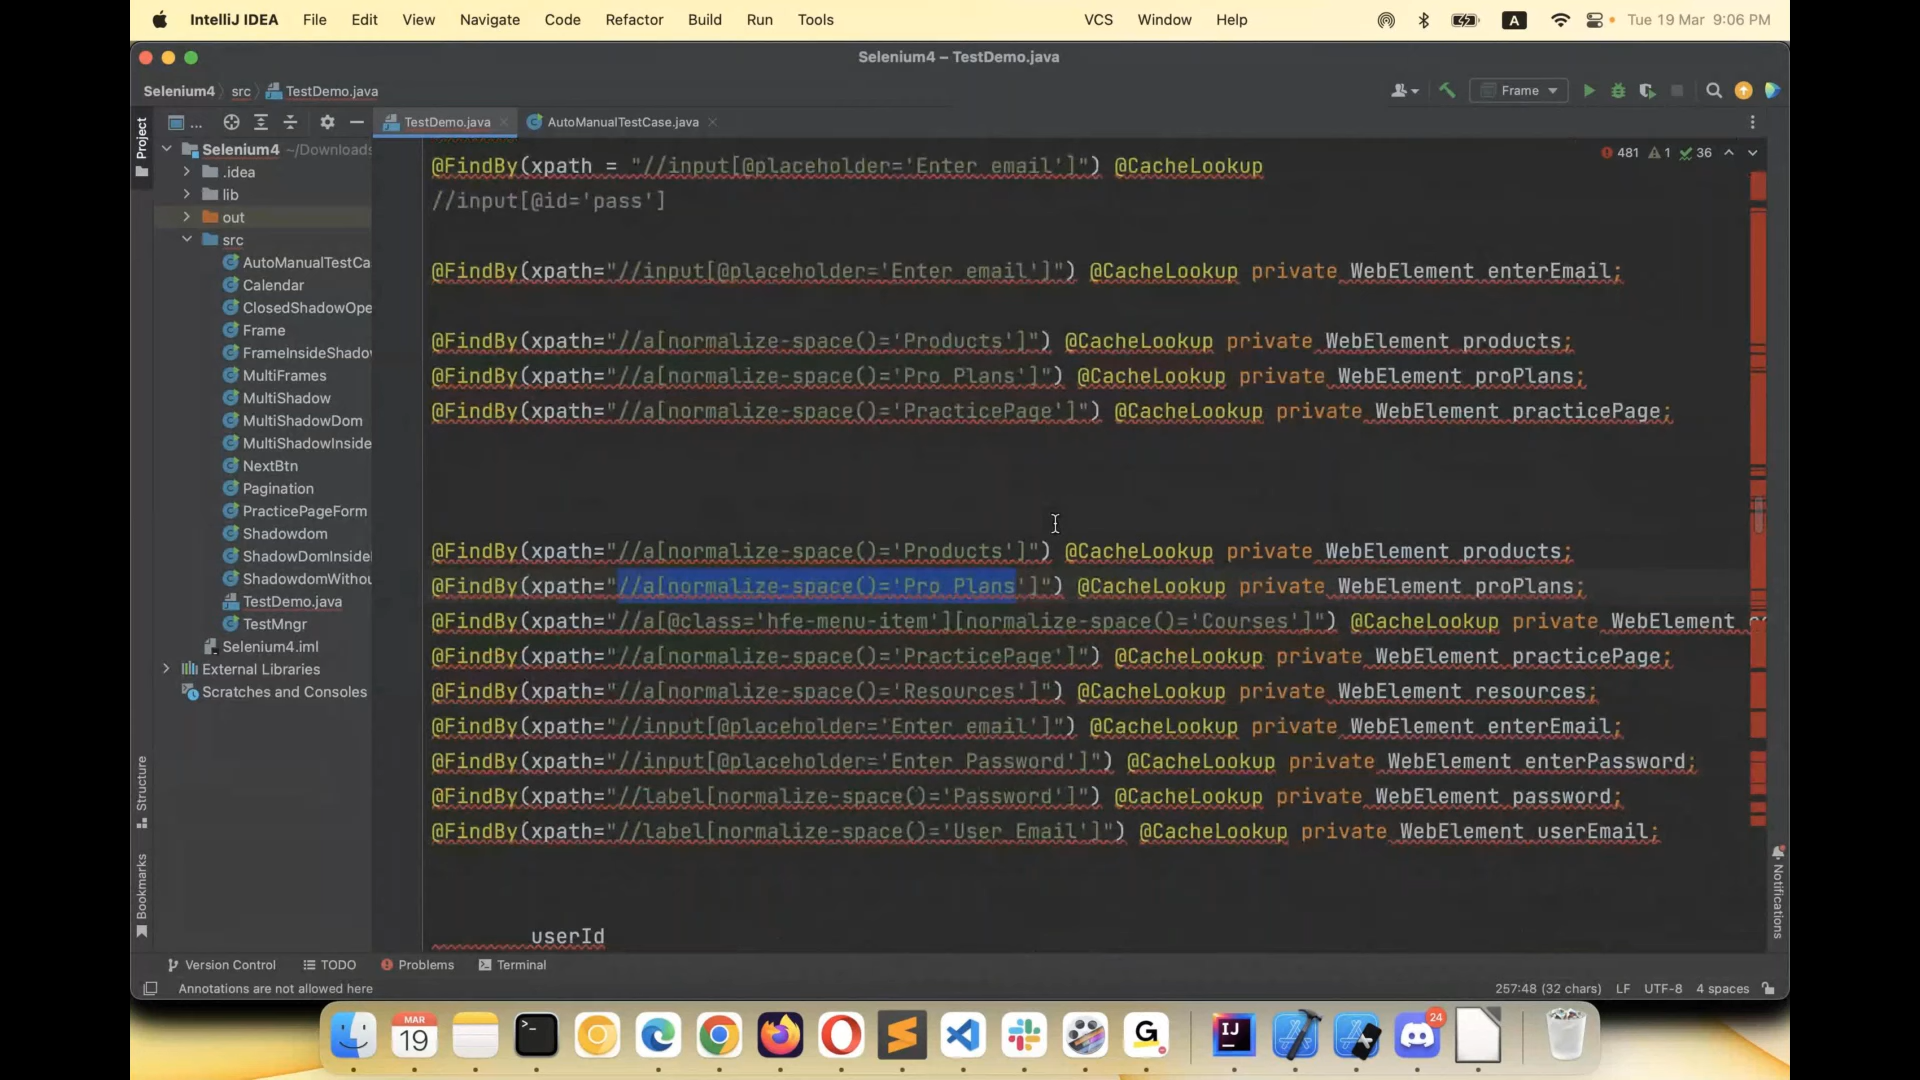 IntelliJ IDEA File Edit View Navigate Code Refactor Build Run Tools VCS Window Help A Tue 19 Mar 9:06 PM
Selenium4 – TestDemo.java
Selenium4 src TestDemo.java Frame
Project ... TestDemo.java AutoManualTestCase.java
Selenium4 ~/Downloads
.idea
lib
out
src
AutoManualTestCa
Calendar
ClosedShadowOpe
Frame
FrameInsideShado
MultiFrames
MultiShadow
MultiShadowDom
MultiShadowInside
NextBtn
Pagination
PracticePageForm
Shadowdom
ShadowDomInside
ShadowdomWithou
TestDemo.java
TestMngr
Selenium4.iml
External Libraries
Scratches and Consoles
481 1 36
@FindBy(xpath = "//input[@placeholder='Enter email']") @CacheLookup
//input[@id='pass']
@FindBy(xpath="//input[@placeholder='Enter email']") @CacheLookup private WebElement enterEmail;
@FindBy(xpath="//a[normalize-space()='Products']") @CacheLookup private WebElement products;
@FindBy(xpath="//a[normalize-space()='Pro Plans']") @CacheLookup private WebElement proPlans;
@FindBy(xpath="//a[normalize-space()='PracticePage']") @CacheLookup private WebElement practicePage;
@FindBy(xpath="//a[normalize-space()='Products']") @CacheLookup private WebElement products;
@FindBy(xpath="//a[normalize-space()='Pro Plans']") @CacheLookup private WebElement proPlans;
@FindBy(xpath="//a[@class='hfe-menu-item'][normalize-space()='Courses']") @CacheLookup private WebElement
@FindBy(xpath="//a[normalize-space()='PracticePage']") @CacheLookup private WebElement practicePage;
@FindBy(xpath="//a[normalize-space()='Resources']") @CacheLookup private WebElement resources;
@FindBy(xpath="//input[@placeholder='Enter email']") @CacheLookup private WebElement enterEmail;
@FindBy(xpath="//input[@placeholder='Enter Password']") @CacheLookup private WebElement enterPassword;
@FindBy(xpath="//label[normalize-space()='Password']") @CacheLookup private WebElement password;
@FindBy(xpath="//label[normalize-space()='User Email']") @CacheLookup private WebElement userEmail;
userId
Structure
Bookmarks
Notifications
Version Control TODO Problems Terminal
Annotations are not allowed here 257:48 (32 chars) LF UTF-8 4 spaces
MAR
19
G
IJ
24